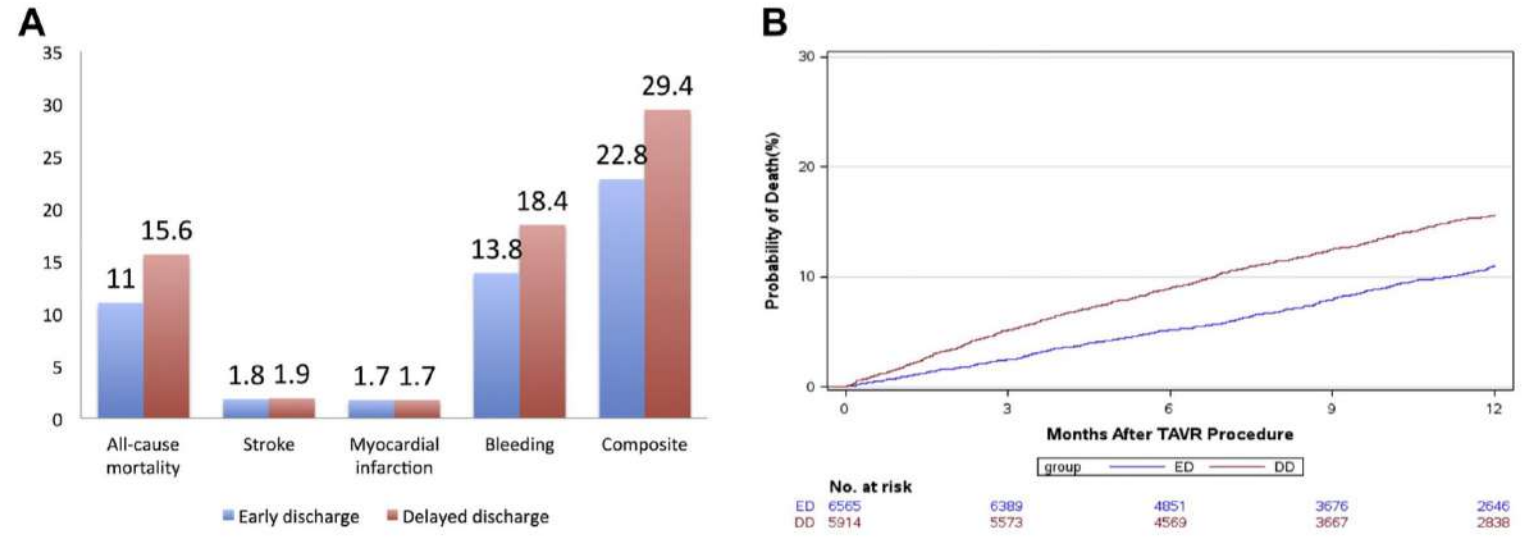 A
35
30
25
20
15
10
5
0
11
15.6
1.8
1.9
1.7
1.7
13.8
18.4
22.8
29.4
All-cause
mortality
Stroke
Myocardial
infarction
Bleeding
Composite
Early discharge
Delayed discharge
B
Probability of Death(%)
30
20
10
0
0
3
6
9
12
Months After TAVR Procedure
group ED DD
No. at risk
ED 6565 6389 4851 3676 2646
DD 5914 5573 4569 3667 2838